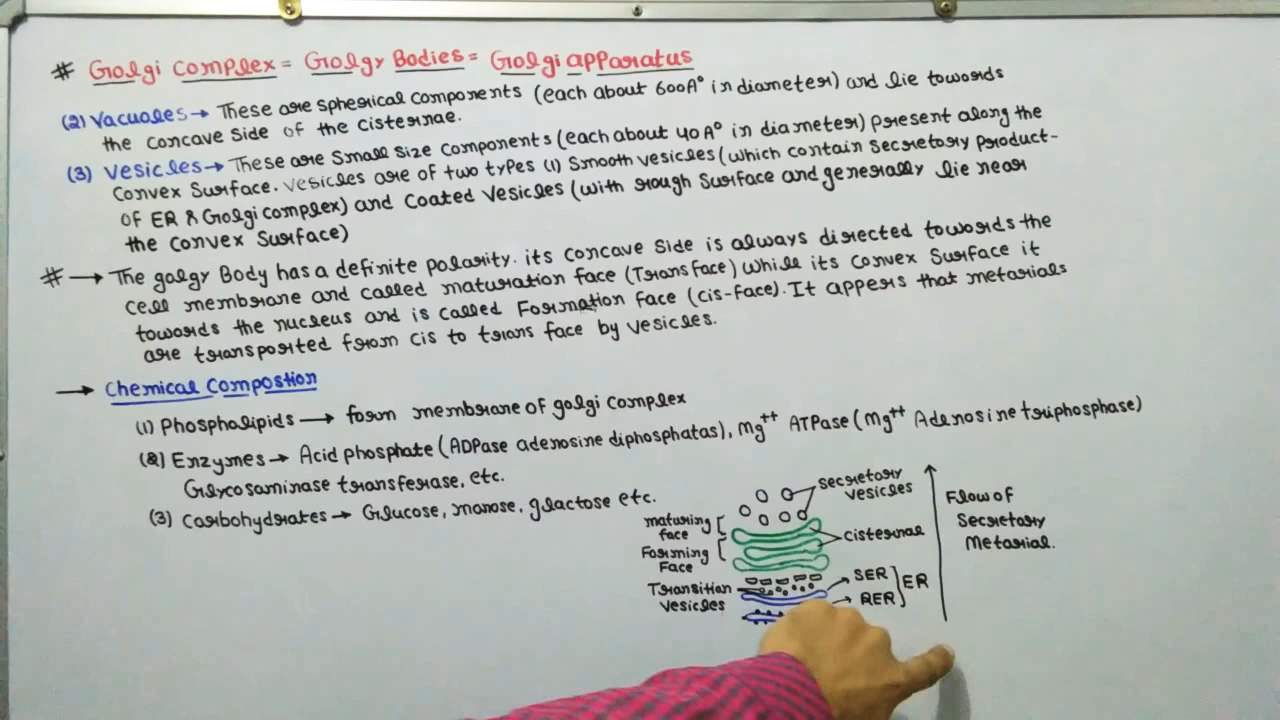 # Golgi Complex = Golgy Bodies = Golgi apparatus
(2) Vacuoles → These are spherical components (each about 600A° in diameter) and lie towards
the concave side of the cisternae.
(3) Vesicles → These are small size components (each about 40A° in diameter) present along the
Convex Surface. Vesicles are of two types (1) Smooth vesicles (which contain secretory product-
of ER & Golgi complex) and Coated Vesicles (with rough Surface and generally lie near
the convex Surface)
# → The golgy Body has a definite polarity. its concave side is always directed towards the
cell membrane and called maturation face (Trans face) while its convex Surface it
towards the nucleus and is called Formation face (cis-face). It appers that metarials
are transported from cis to trans face by vesicles.
→ Chemical Compostion
(1) Phospholipids → form membrane of golgi complex
(2) Enzymes → Acid phosphate (ADPase adenosine diphosphatas), Mg++ ATPase (Mg++ Adenosine triphosphase)
Glycosaminase transferase, etc.
(3) Carbohydrates → Glucose, manose, glactose etc.
secretory
vesicles
maturing
face
cisternal
Forming
Face
Transition
Vesicles
SER
RER
ER
Flow of
Secretary
Metarial.